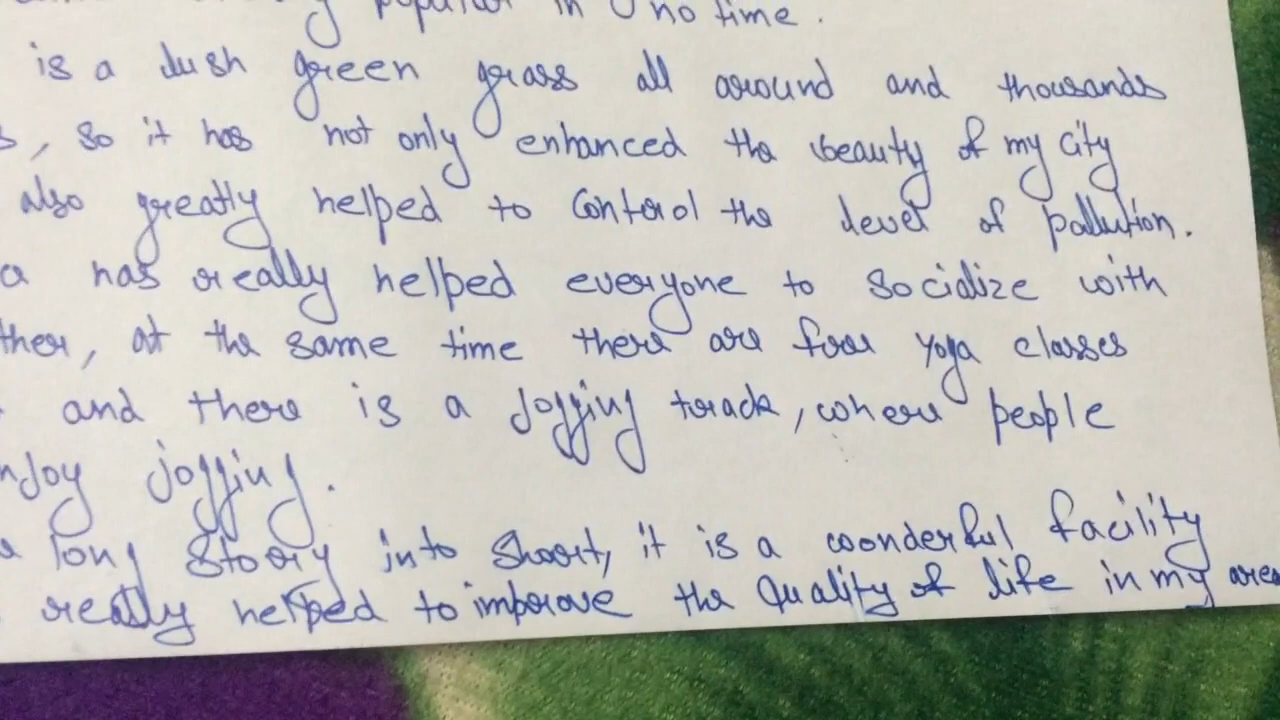 popular in no time.
is a lush green grass all around and thousands
s, so it has not only enhanced the beauty of my city
also greatly helped to control the level of pollution.
a has really helped everyone to socialize with
ther, at the same time there are free yoga classes
and there is a jogging track, where people
njoy jogging.
a long story into short, it is a woonderful facility
really helped to improve the quality of life in my area